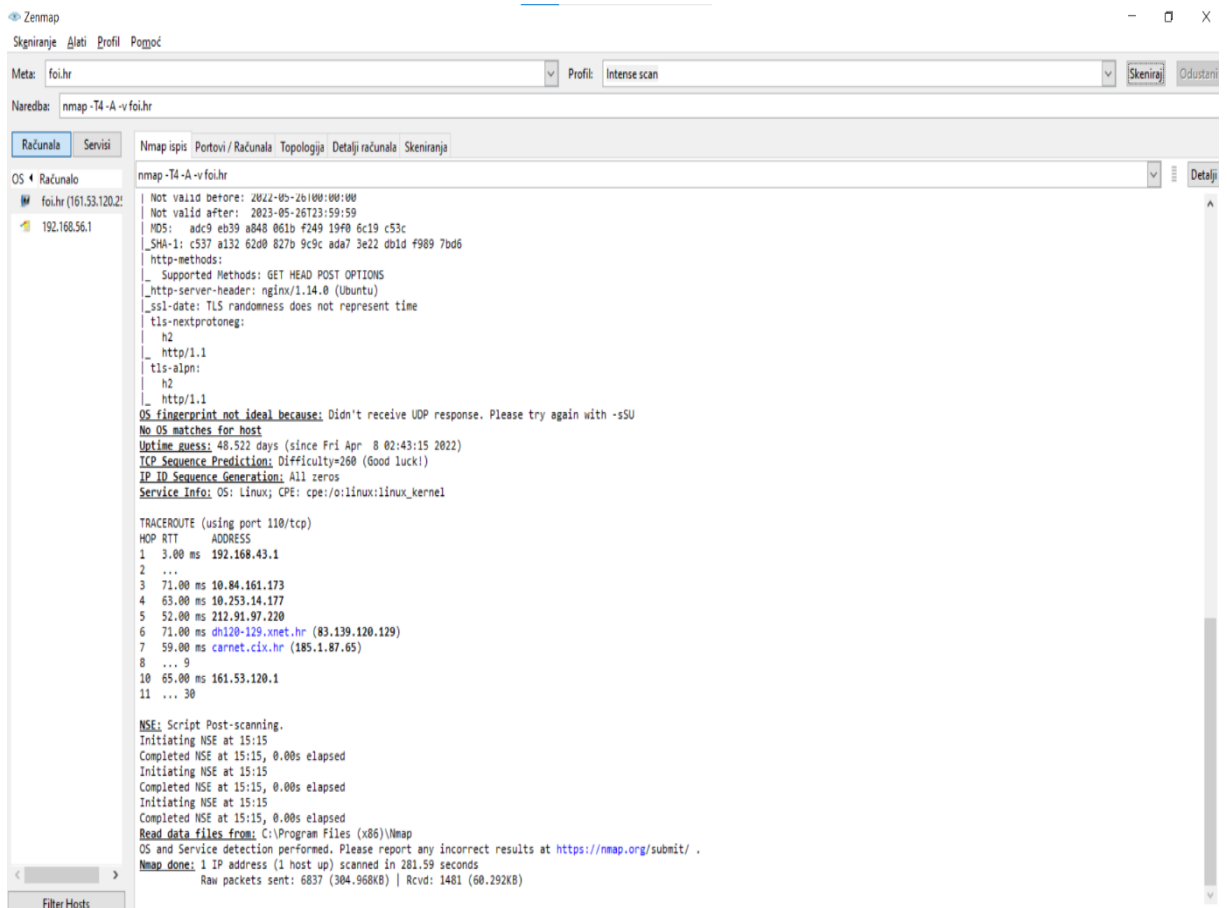 Zenmap
Skeniranje Alati Profil Pomoć
Meta: foi.hr Profil: Intense scan Skeniraj Odustani
Naredba: nmap -T4 -A -v foi.hr
Računala Servisi Nmap ispis Portovi / Računala Topologija Detalji računala Skeniranja
OS Računalo nmap -T4 -A -v foi.hr Detalji
foi.hr (161.53.120.2
192.168.56.1
| Not valid before: 2022-05-26T00:00:00
| Not valid after:  2023-05-26T23:59:59
| MD5:   adc9 eb39 a848 061b f249 19f0 6c19 c53c
|_SHA-1: c537 a132 62d0 827b 9c9c ada7 3e22 db1d f989 7bd6
| http-methods:
|_  Supported Methods: GET HEAD POST OPTIONS
|_http-server-header: nginx/1.14.0 (Ubuntu)
|_ssl-date: TLS randomness does not represent time
| tls-nextprotoneg:
|   h2
|_  http/1.1
| tls-alpn:
|   h2
|_  http/1.1
OS fingerprint not ideal because: Didn't receive UDP response. Please try again with -sSU
No OS matches for host
Uptime guess: 48.522 days (since Fri Apr  8 02:43:15 2022)
TCP Sequence Prediction: Difficulty=260 (Good luck!)
IP ID Sequence Generation: All zeros
Service Info: OS: Linux; CPE: cpe:/o:linux:linux_kernel
TRACEROUTE (using port 110/tcp)
HOP RTT      ADDRESS
1   3.00 ms  192.168.43.1
2   ...
3   71.00 ms 10.84.161.173
4   63.00 ms 10.253.14.177
5   52.00 ms 212.91.97.220
6   71.00 ms dh120-129.xnet.hr (83.139.120.129)
7   59.00 ms carnet.cix.hr (185.1.87.65)
8   ... 9
10  65.00 ms 161.53.120.1
11  ... 30
NSE: Script Post-scanning.
Initiating NSE at 15:15
Completed NSE at 15:15, 0.00s elapsed
Initiating NSE at 15:15
Completed NSE at 15:15, 0.00s elapsed
Initiating NSE at 15:15
Completed NSE at 15:15, 0.00s elapsed
Read data files from: C:\Program Files (x86)\Nmap
OS and Service detection performed. Please report any incorrect results at https://nmap.org/submit/ .
Nmap done: 1 IP address (1 host up) scanned in 281.59 seconds
Raw packets sent: 6837 (304.968KB) | Rcvd: 1481 (60.292KB)
Filter Hosts